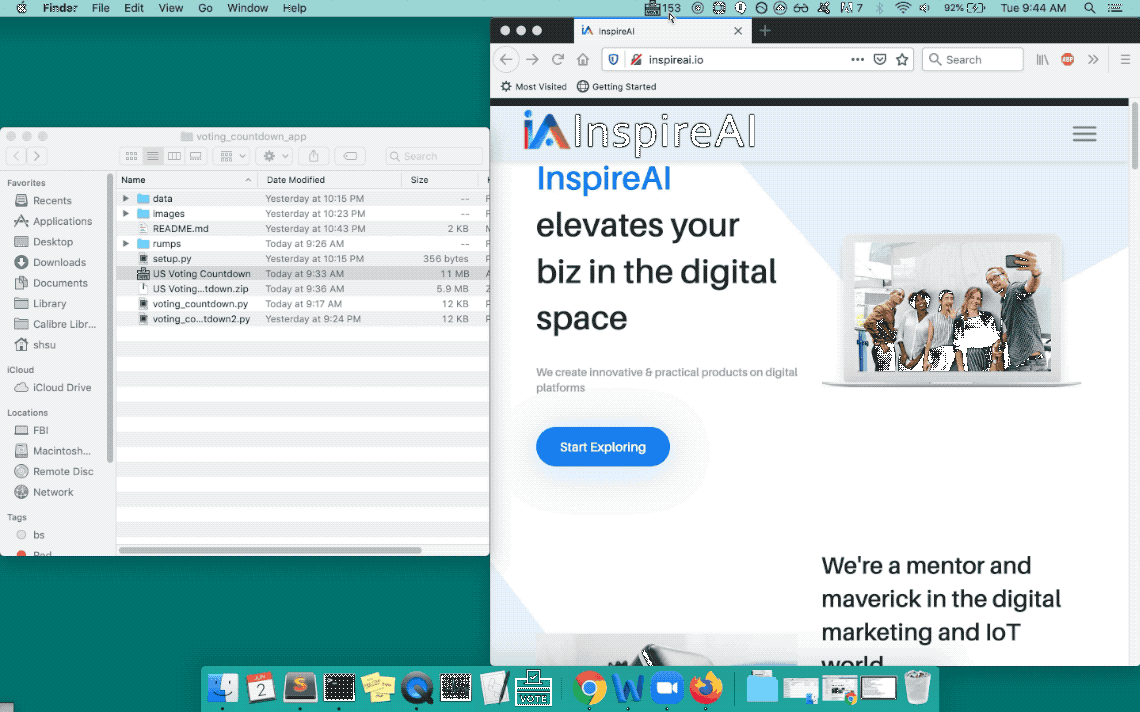 Finder File Edit View Go Window Help 153 7 92% Tue 9:44 AM
InspireAI
inspireai.io
Search
ABP
Most Visited Getting Started
voting_countdown_app
Search
Favorites
Recents
Applications
Desktop
Downloads
Documents
Library
Calibre Libr...
shsu
iCloud
iCloud Drive
Locations
FBI
Macintosh...
Remote Disc
Network
Tags
bs
Red
Name Date Modified Size
data Yesterday at 10:15 PM --
images Yesterday at 10:23 PM --
README.md Yesterday at 10:43 PM 2 KB
rumps Today at 9:26 AM --
setup.py Yesterday at 10:15 PM 356 bytes
US Voting Countdown Today at 9:33 AM 11 MB
US Voting...tdown.zip Today at 9:36 AM 5.9 MB
voting_countdown.py Today at 9:17 AM 12 KB
voting_co...tdown2.py Yesterday at 9:24 PM 12 KB
iA InspireAI
InspireAI
elevates your
biz in the digital
space
We create innovative & practical products on digital
platforms
Start Exploring
We're a mentor and
maverick in the digital
marketing and IoT
world
JUN
2
VOTE